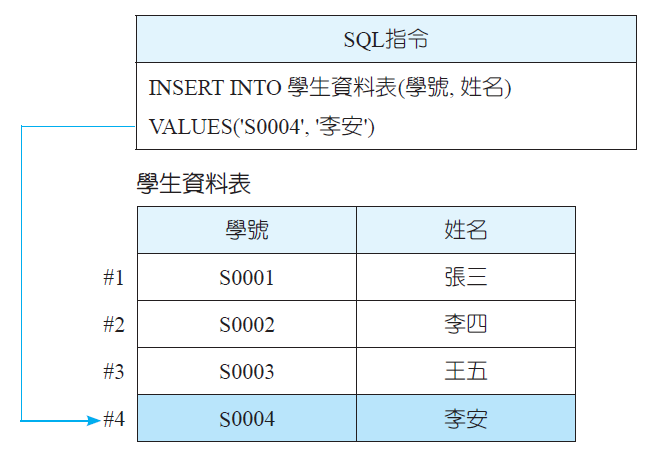 SQL指令
INSERT INTO 學生資料表(學號, 姓名)
VALUES('S0004', '李安')
學生資料表
學號 姓名
#1 S0001 張三
#2 S0002 李四
#3 S0003 王五
#4 S0004 李安